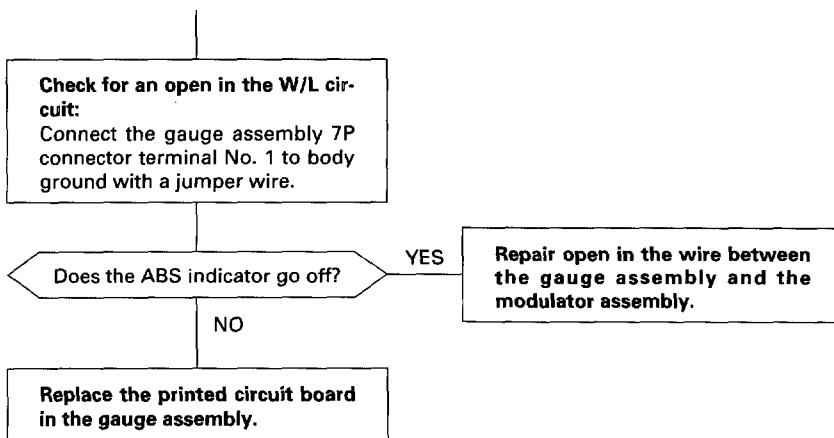 Check for an open in the W/L cir-
cuit:
Connect the gauge assembly 7P
connector terminal No. 1 to body
ground with a jumper wire.
Does the ABS indicator go off?
YES
Repair open in the wire between
the gauge assembly and the
modulator assembly.
NO
Replace the printed circuit board
in the gauge assembly.